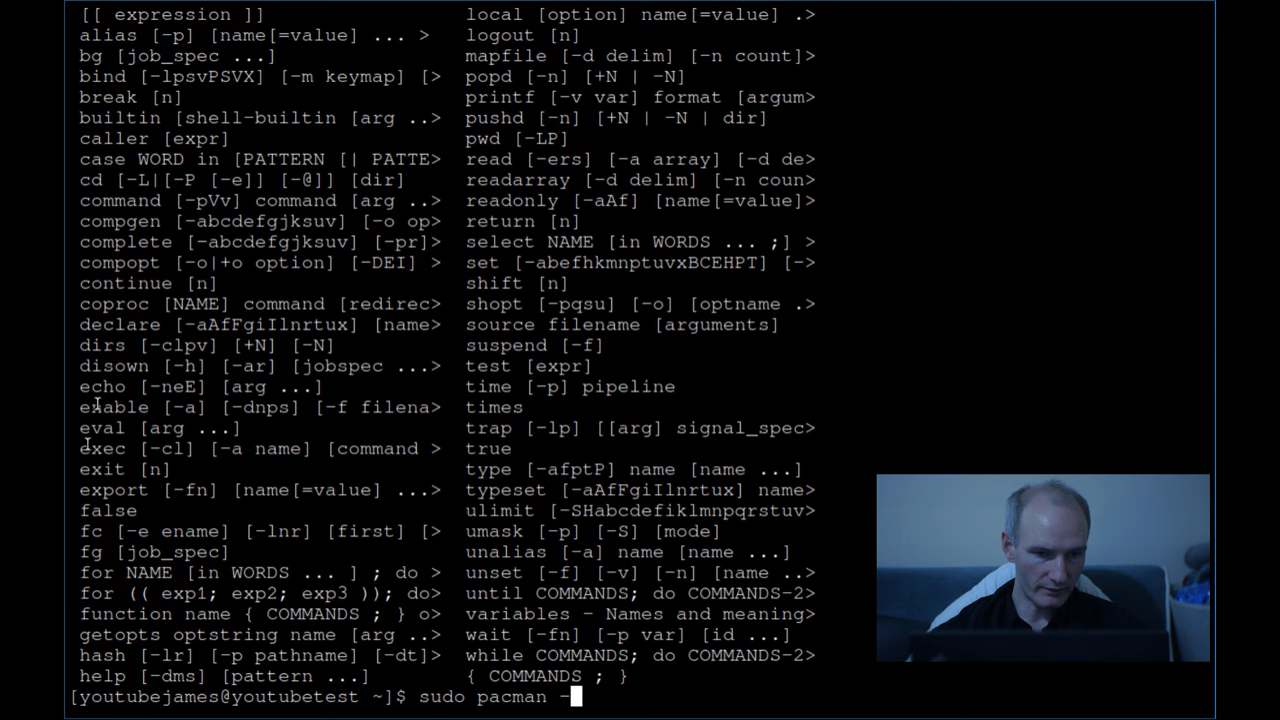 [[ expression ]]                  local [option] name[=value] .>
alias [-p] [name[=value] ... >    logout [n]
bg [job_spec ...]                 mapfile [-d delim] [-n count]>
bind [-lpsvPSVX] [-m keymap] [>   popd [-n] [+N | -N]
break [n]                         printf [-v var] format [argum>
builtin [shell-builtin [arg ..>   pushd [-n] [+N | -N | dir]
caller [expr]                     pwd [-LP]
case WORD in [PATTERN [| PATTE>   read [-ers] [-a array] [-d de>
cd [-L|[-P [-e]] [-@]] [dir]      readarray [-d delim] [-n coun>
command [-pVv] command [arg ..>   readonly [-aAf] [name[=value]>
compgen [-abcdefgjksuv] [-o op>   return [n]
complete [-abcdefgjksuv] [-pr]>   select NAME [in WORDS ... ;] >
compopt [-o|+o option] [-DEI] >   set [-abefhkmnptuvxBCEHPT] [->
continue [n]                      shift [n]
coproc [NAME] command [redirec>   shopt [-pqsu] [-o] [optname .>
declare [-aAfFgiIlnrtux] [name>   source filename [arguments]
dirs [-clpv] [+N] [-N]            suspend [-f]
disown [-h] [-ar] [jobspec ...>   test [expr]
echo [-neE] [arg ...]             time [-p] pipeline
enable [-a] [-dnps] [-f filena>   times
eval [arg ...]                    trap [-lp] [[arg] signal_spec>
exec [-cl] [-a name] [command >   true
exit [n]                          type [-afptP] name [name ...]
export [-fn] [name[=value] ...>   typeset [-aAfFgiIlnrtux] name>
false                             ulimit [-SHabcdefiklmnpqrstuv>
fc [-e ename] [-lnr] [first] [>   umask [-p] [-S] [mode]
fg [job_spec]                     unalias [-a] name [name ...]
for NAME [in WORDS ... ] ; do >   unset [-f] [-v] [-n] [name ..>
for (( exp1; exp2; exp3 )); do>   until COMMANDS; do COMMANDS-2>
function name { COMMANDS ; } o>   variables - Names and meaning>
getopts optstring name [arg ..>   wait [-fn] [-p var] [id ...]
hash [-lr] [-p pathname] [-dt]>   while COMMANDS; do COMMANDS-2>
help [-dms] [pattern ...]         { COMMANDS ; }
[youtubejames@youtubetest ~]$ sudo pacman -